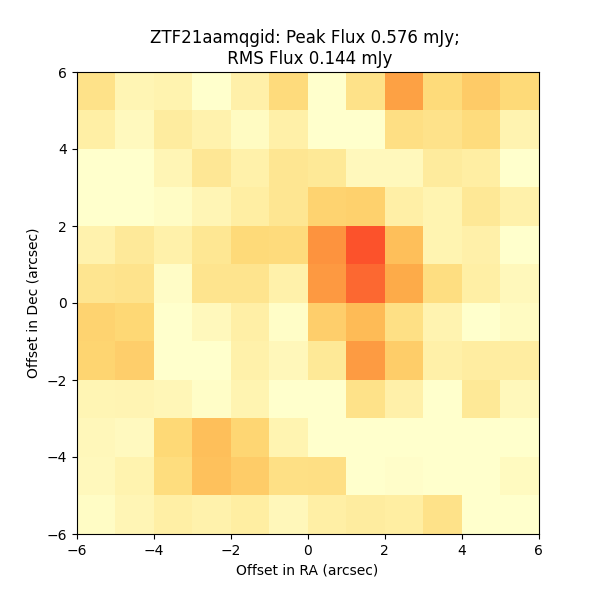 ZTF21aamqgid: Peak Flux 0.576 mJy;
RMS Flux 0.144 mJy
6
4
2
0
−2
−4
−6
Offset in Dec (arcsec)
−6 −4 −2 0 2 4 6
Offset in RA (arcsec)